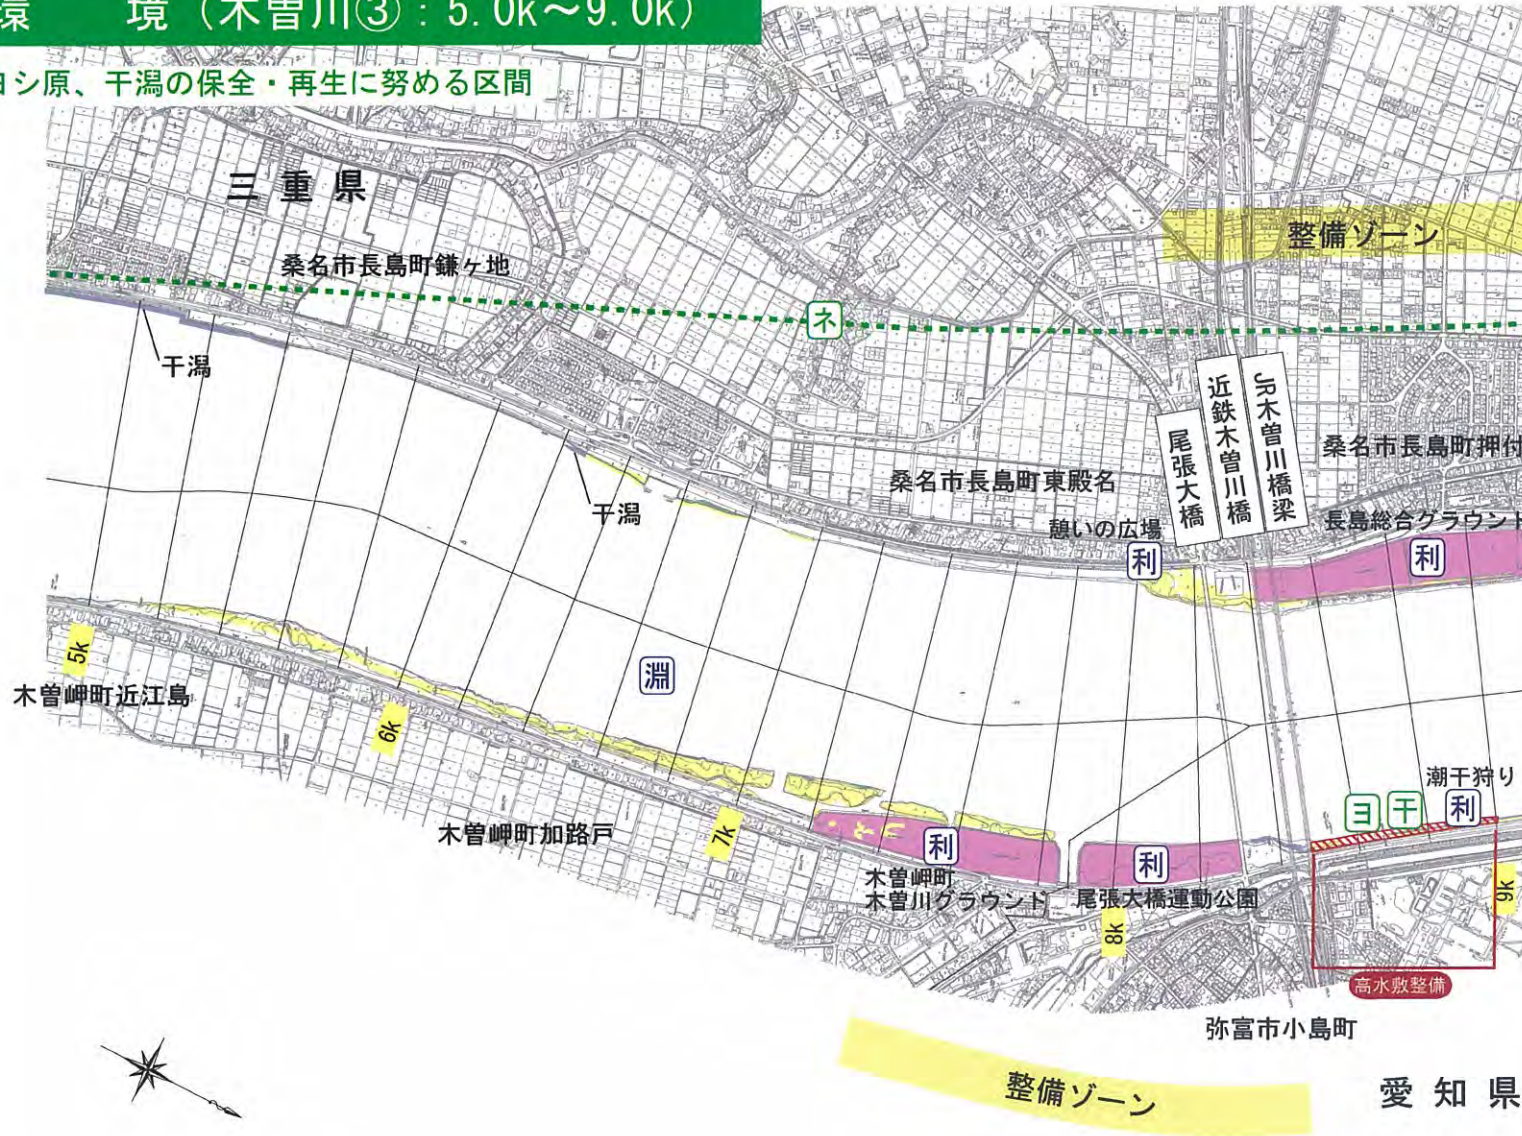 環 境（木曽川③：5.0k～9.0k）
ヨシ原、干潟の保全・再生に努める区間
三重県
整備ゾーン
桑名市長島町鎌ヶ地
ネ
干潟
近鉄木曽川橋
JR木曽川橋梁
尾張大橋
桑名市長島町押付
桑名市長島町東殿名
干潟
憩いの広場
長島総合グラウンド
利
利
5k
淵
木曽岬町近江島
6k
潮干狩り
ヨ
干
利
木曽岬町加路戸
7k
利
利
木曽岬町
木曽川グラウンド
尾張大橋運動公園
9k
8k
高水敷整備
弥富市小島町
整備ゾーン
愛知県